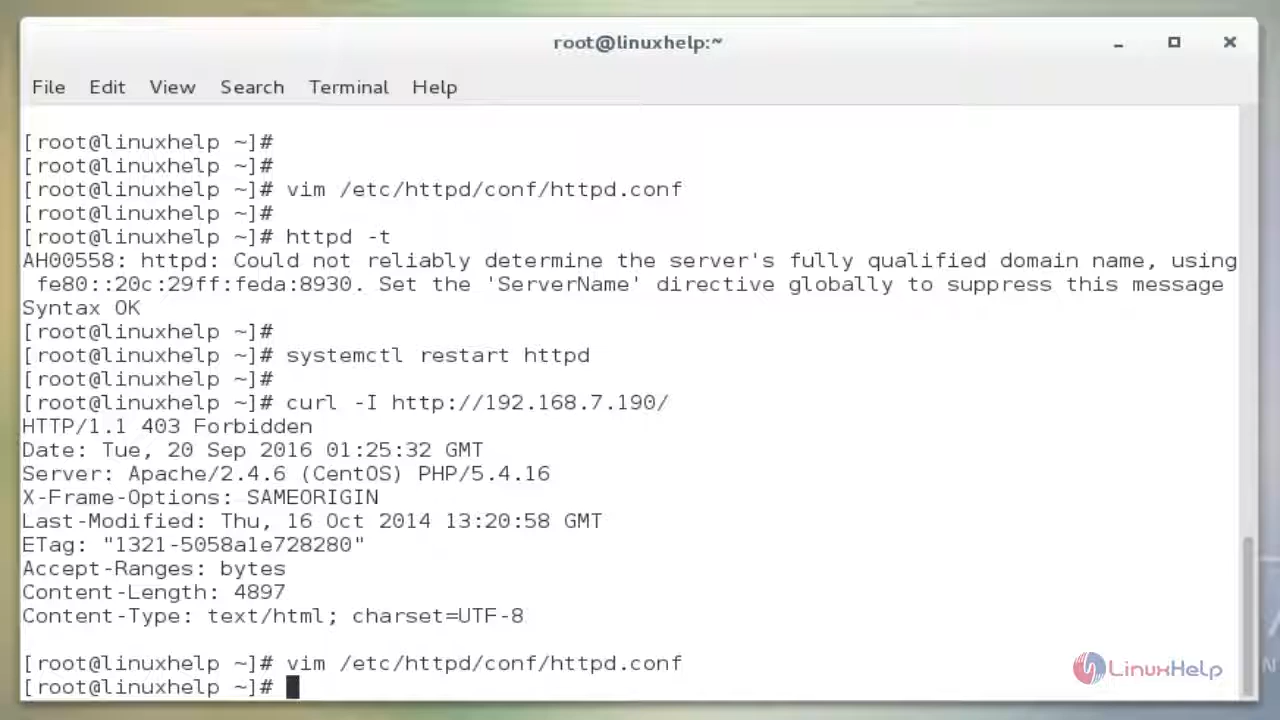 root@linuxhelp:~
File Edit View Search Terminal Help
[root@linuxhelp ~]#
[root@linuxhelp ~]#
[root@linuxhelp ~]# vim /etc/httpd/conf/httpd.conf
[root@linuxhelp ~]#
[root@linuxhelp ~]# httpd -t
AH00558: httpd: Could not reliably determine the server's fully qualified domain name, using
fe80::20c:29ff:feda:8930. Set the 'ServerName' directive globally to suppress this message
Syntax OK
[root@linuxhelp ~]#
[root@linuxhelp ~]# systemctl restart httpd
[root@linuxhelp ~]#
[root@linuxhelp ~]# curl -I http://192.168.7.190/
HTTP/1.1 403 Forbidden
Date: Tue, 20 Sep 2016 01:25:32 GMT
Server: Apache/2.4.6 (CentOS) PHP/5.4.16
X-Frame-Options: SAMEORIGIN
Last-Modified: Thu, 16 Oct 2014 13:20:58 GMT
ETag: "1321-5058a1e728280"
Accept-Ranges: bytes
Content-Length: 4897
Content-Type: text/html; charset=UTF-8
[root@linuxhelp ~]# vim /etc/httpd/conf/httpd.conf
[root@linuxhelp ~]#
LinuxHelp